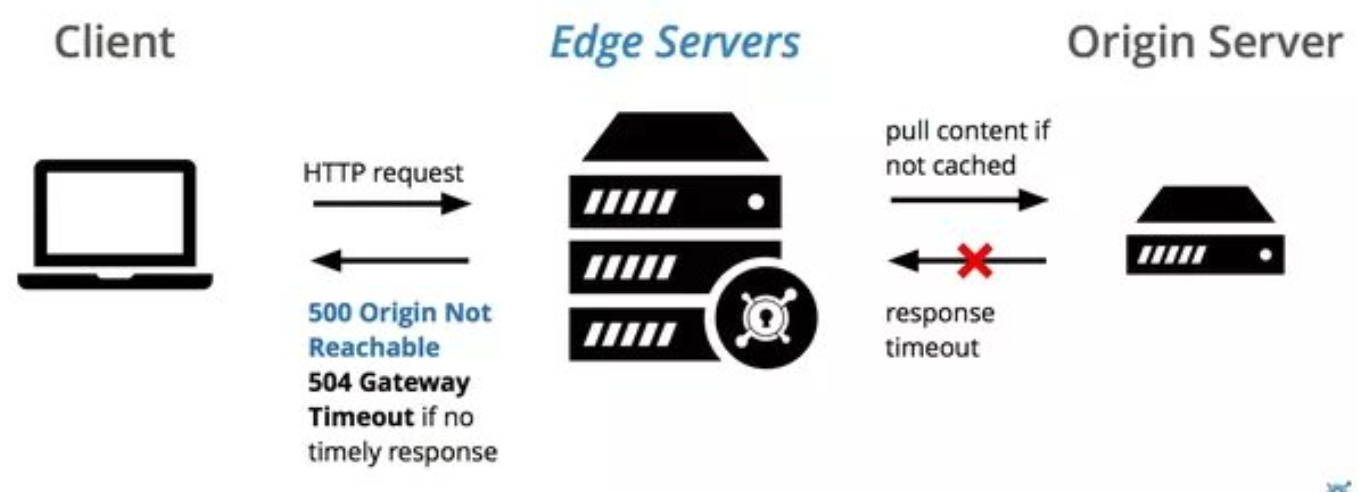 Client
Edge Servers
Origin Server
HTTP request
pull content if
not cached
500 Origin Not
Reachable
504 Gateway
Timeout if no
timely response
response
timeout